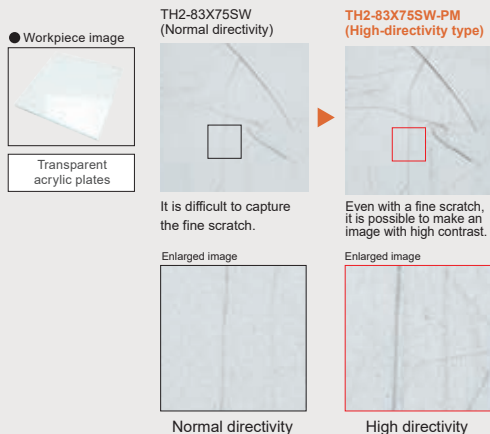 ● Workpiece image
Transparent
acrylic plates
TH2-83X75SW
(Normal directivity)
It is difficult to capture
the fine scratch.
Enlarged image
Normal directivity
TH2-83X75SW-PM
(High-directivity type)
Even with a fine scratch,
it is possible to make an
image with high contrast.
Enlarged image
High directivity